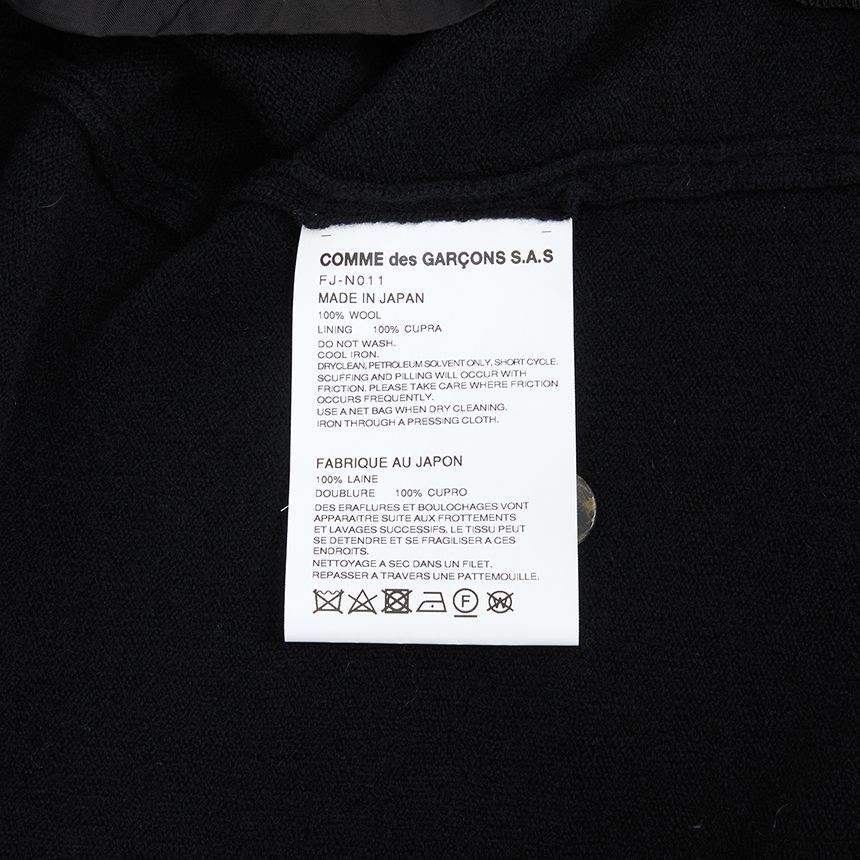 COMME des GARÇONS S.A.S
FJ-N011
MADE IN JAPAN
100% WOOL
LINING 100% CUPRA
DO NOT WASH.
COOL IRON.
DRYCLEAN, PETROLEUM SOLVENT ONLY, SHORT CYCLE.
SCUFFING AND PILLING WILL OCCUR WITH
FRICTION. PLEASE TAKE CARE WHERE FRICTION
OCCURS FREQUENTLY.
USE A NET BAG WHEN DRY CLEANING.
IRON THROUGH A PRESSING CLOTH.
FABRIQUE AU JAPON
100% LAINE
DOUBLURE 100% CUPRO
DES ERAFLURES ET BOULOCHAGES VONT
APPARAITRE SUITE AUX FROTTEMENTS
ET LAVAGES SUCCESSIFS. LE TISSU PEUT
SE DETENDRE ET SE FRAGILISER A CES
ENDROITS.
NETTOYAGE A SEC DANS UN FILET.
REPASSER A TRAVERS UNE PATTEMOUILLE.
F W